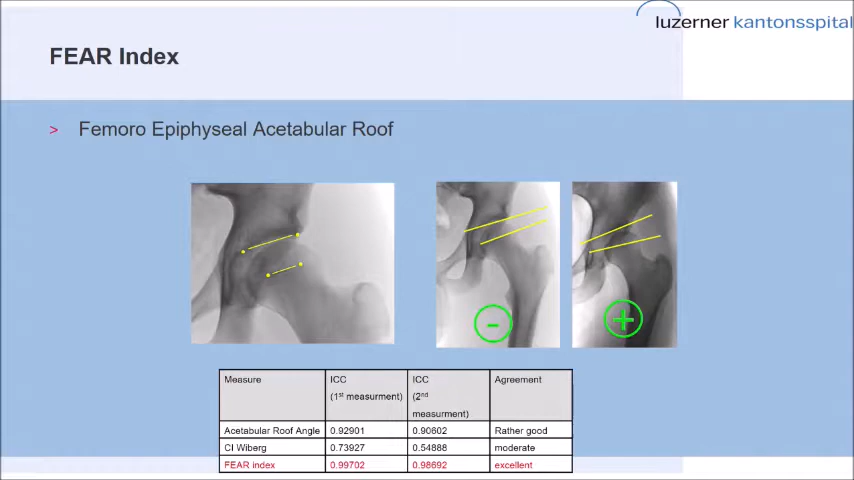 luzerner kantonsspital
FEAR Index
> Femoro Epiphyseal Acetabular Roof
-
+
Measure ICC (1st measurment) ICC (2nd measurment) Agreement
Acetabular Roof Angle 0.92901 0.90602 Rather good
CI Wiberg 0.73927 0.54888 moderate
FEAR index 0.99702 0.98692 excellent